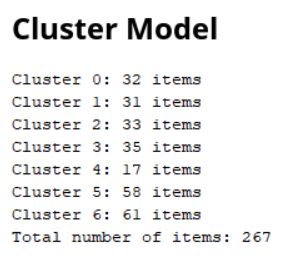 Cluster Model
Cluster 0: 32 items
Cluster 1: 31 items
Cluster 2: 33 items
Cluster 3: 35 items
Cluster 4: 17 items
Cluster 5: 58 items
Cluster 6: 61 items
Total number of items: 267